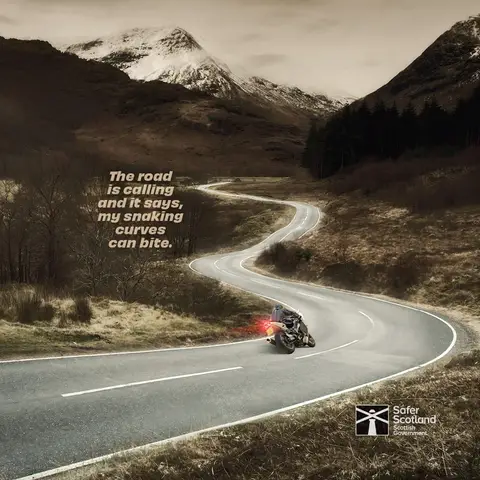 The road
is calling
and it says,
my snaking
curves
can bite.
Safer
Scotland
Scottish
Government